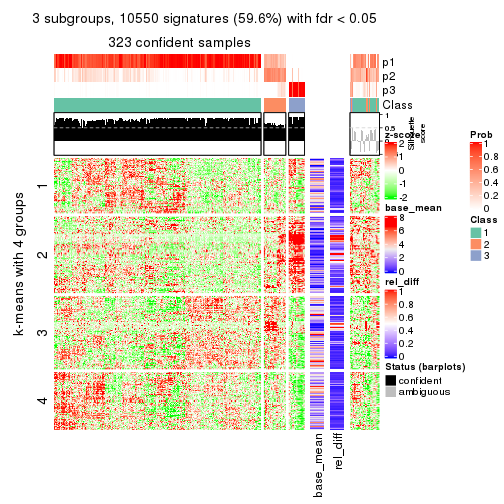 3 subgroups, 10550 signatures (59.6%) with fdr < 0.05
323 confident samples
p1
p2
p3
Class
1
0.5
0
Silhouette
score
k-means with 4 groups
1
2
3
4
base_mean
rel_diff
z-score
2
1
0
-1
-2
base_mean
8
6
4
2
0
rel_diff
1
0.8
0.6
0.4
0.2
0
Status (barplots)
confident
ambiguous
Prob
1
0.8
0.6
0.4
0.2
0
Class
1
2
3